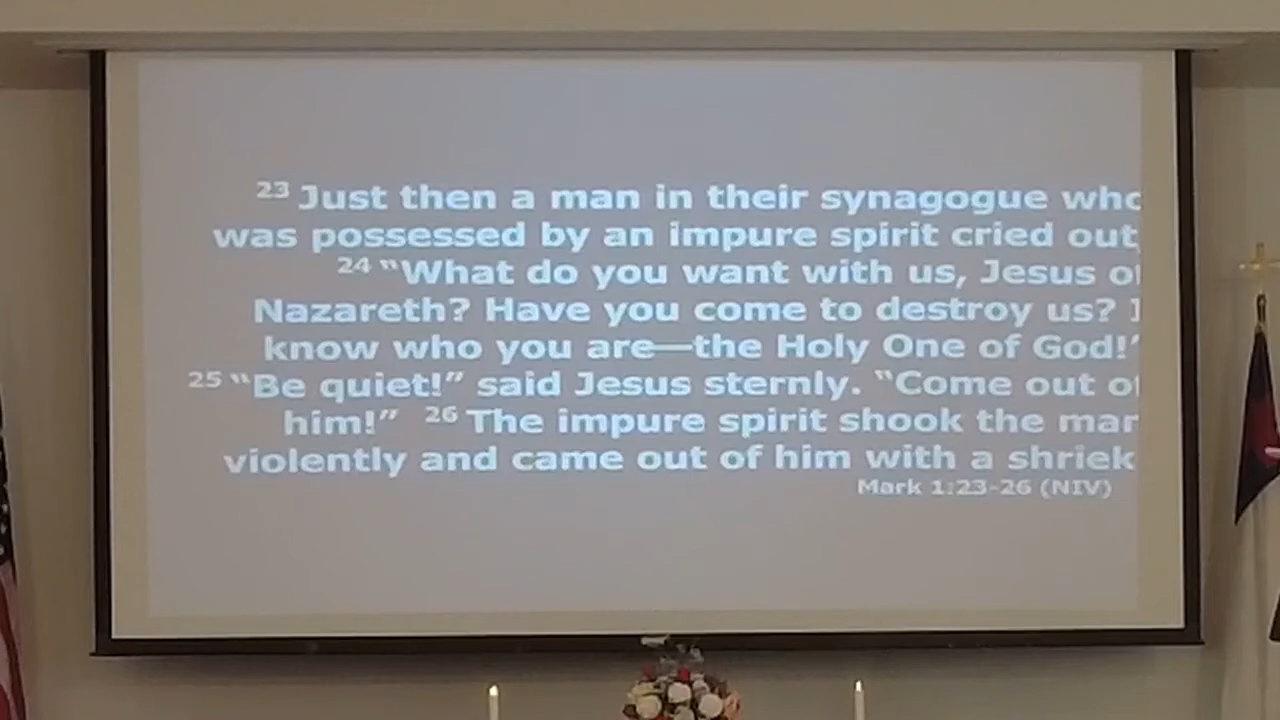 23 Just then a man in their synagogue who
was possessed by an impure spirit cried out,
24 “What do you want with us, Jesus of
Nazareth? Have you come to destroy us? I
know who you are—the Holy One of God!”
25 “Be quiet!” said Jesus sternly. “Come out of
him!” 26 The impure spirit shook the man
violently and came out of him with a shriek
Mark 1:23-26 (NIV)